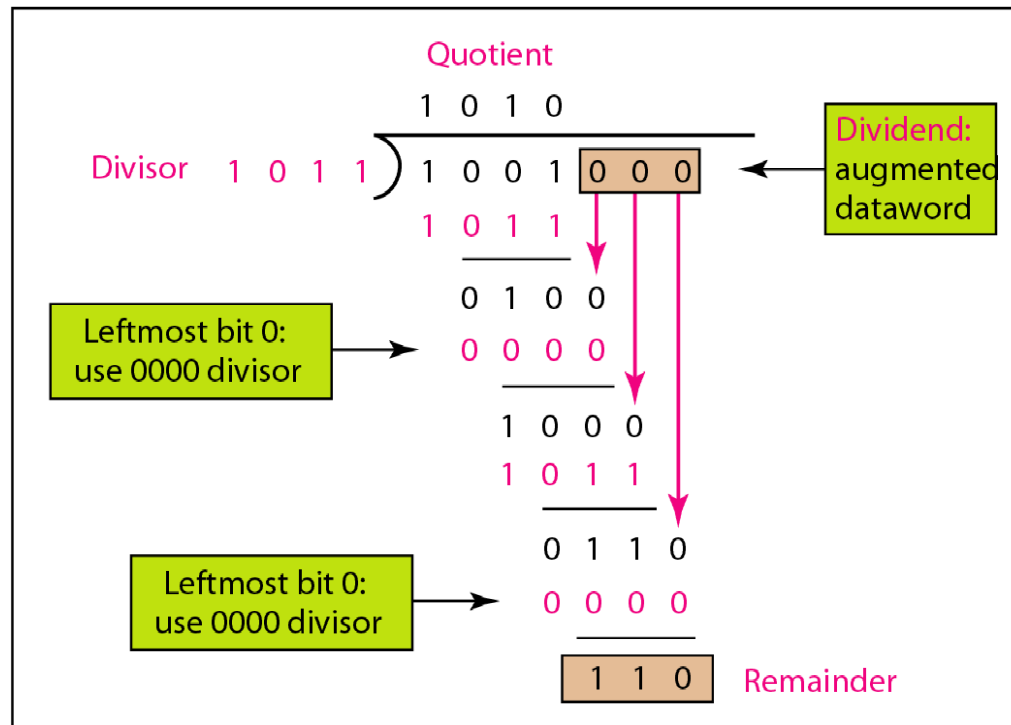 Quotient
1 0 1 0
Dividend:
augmented
dataword
Divisor 1 0 1 1 1 0 0 1 0 0 0
1 0 1 1
0 1 0 0
Leftmost bit 0:
use 0000 divisor
0 0 0 0
1 0 0 0
1 0 1 1
0 1 1 0
Leftmost bit 0:
use 0000 divisor
0 0 0 0
1 1 0 Remainder